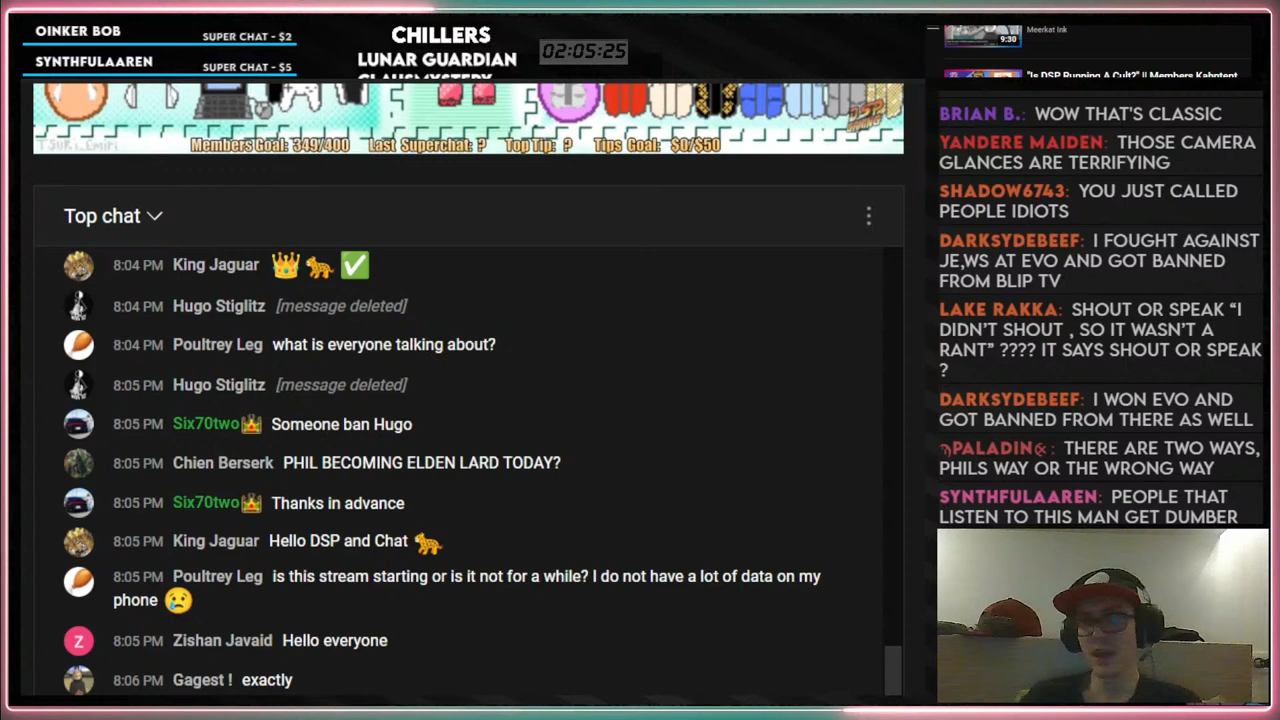 OINKER BOB
SUPER CHAT - $2
SYNTHFULAAREN
SUPER CHAT - $5
CHILLERS
LUNAR GUARDIAN
CLAUSMYSTERY
02:05:25
9:30
Meerkat Ink
"Is DSP Running A Cult?" || Members Kahntent
TSUKI_EMIRI
Members Goal: 349/400 Last Superchat: ? Top Tip: ? Tips Goal: $0/$50
Top chat
8:04 PM King Jaguar
8:04 PM Hugo Stiglitz [message deleted]
8:04 PM Poultrey Leg what is everyone talking about?
8:05 PM Hugo Stiglitz [message deleted]
8:05 PM Six70two Someone ban Hugo
8:05 PM Chien Berserk PHIL BECOMING ELDEN LARD TODAY?
8:05 PM Six70two Thanks in advance
8:05 PM King Jaguar Hello DSP and Chat
8:05 PM Poultrey Leg is this stream starting or is it not for a while? I do not have a lot of data on my
phone
Z 8:05 PM Zishan Javaid Hello everyone
8:06 PM Gagest ! exactly
BRIAN B.: WOW THAT'S CLASSIC
YANDERE MAIDEN: THOSE CAMERA
GLANCES ARE TERRIFYING
SHADOW6743: YOU JUST CALLED
PEOPLE IDIOTS
DARKSYDEBEEF: I FOUGHT AGAINST
JE,WS AT EVO AND GOT BANNED
FROM BLIP TV
LAKE RAKKA: SHOUT OR SPEAK “I
DIDN’T SHOUT , SO IT WASN’T A
RANT” ???? IT SAYS SHOUT OR SPEAK
?
DARKSYDEBEEF: I WON EVO AND
GOT BANNED FROM THERE AS WELL
PALADIN: THERE ARE TWO WAYS,
PHILS WAY OR THE WRONG WAY
SYNTHFULAAREN: PEOPLE THAT
LISTEN TO THIS MAN GET DUMBER